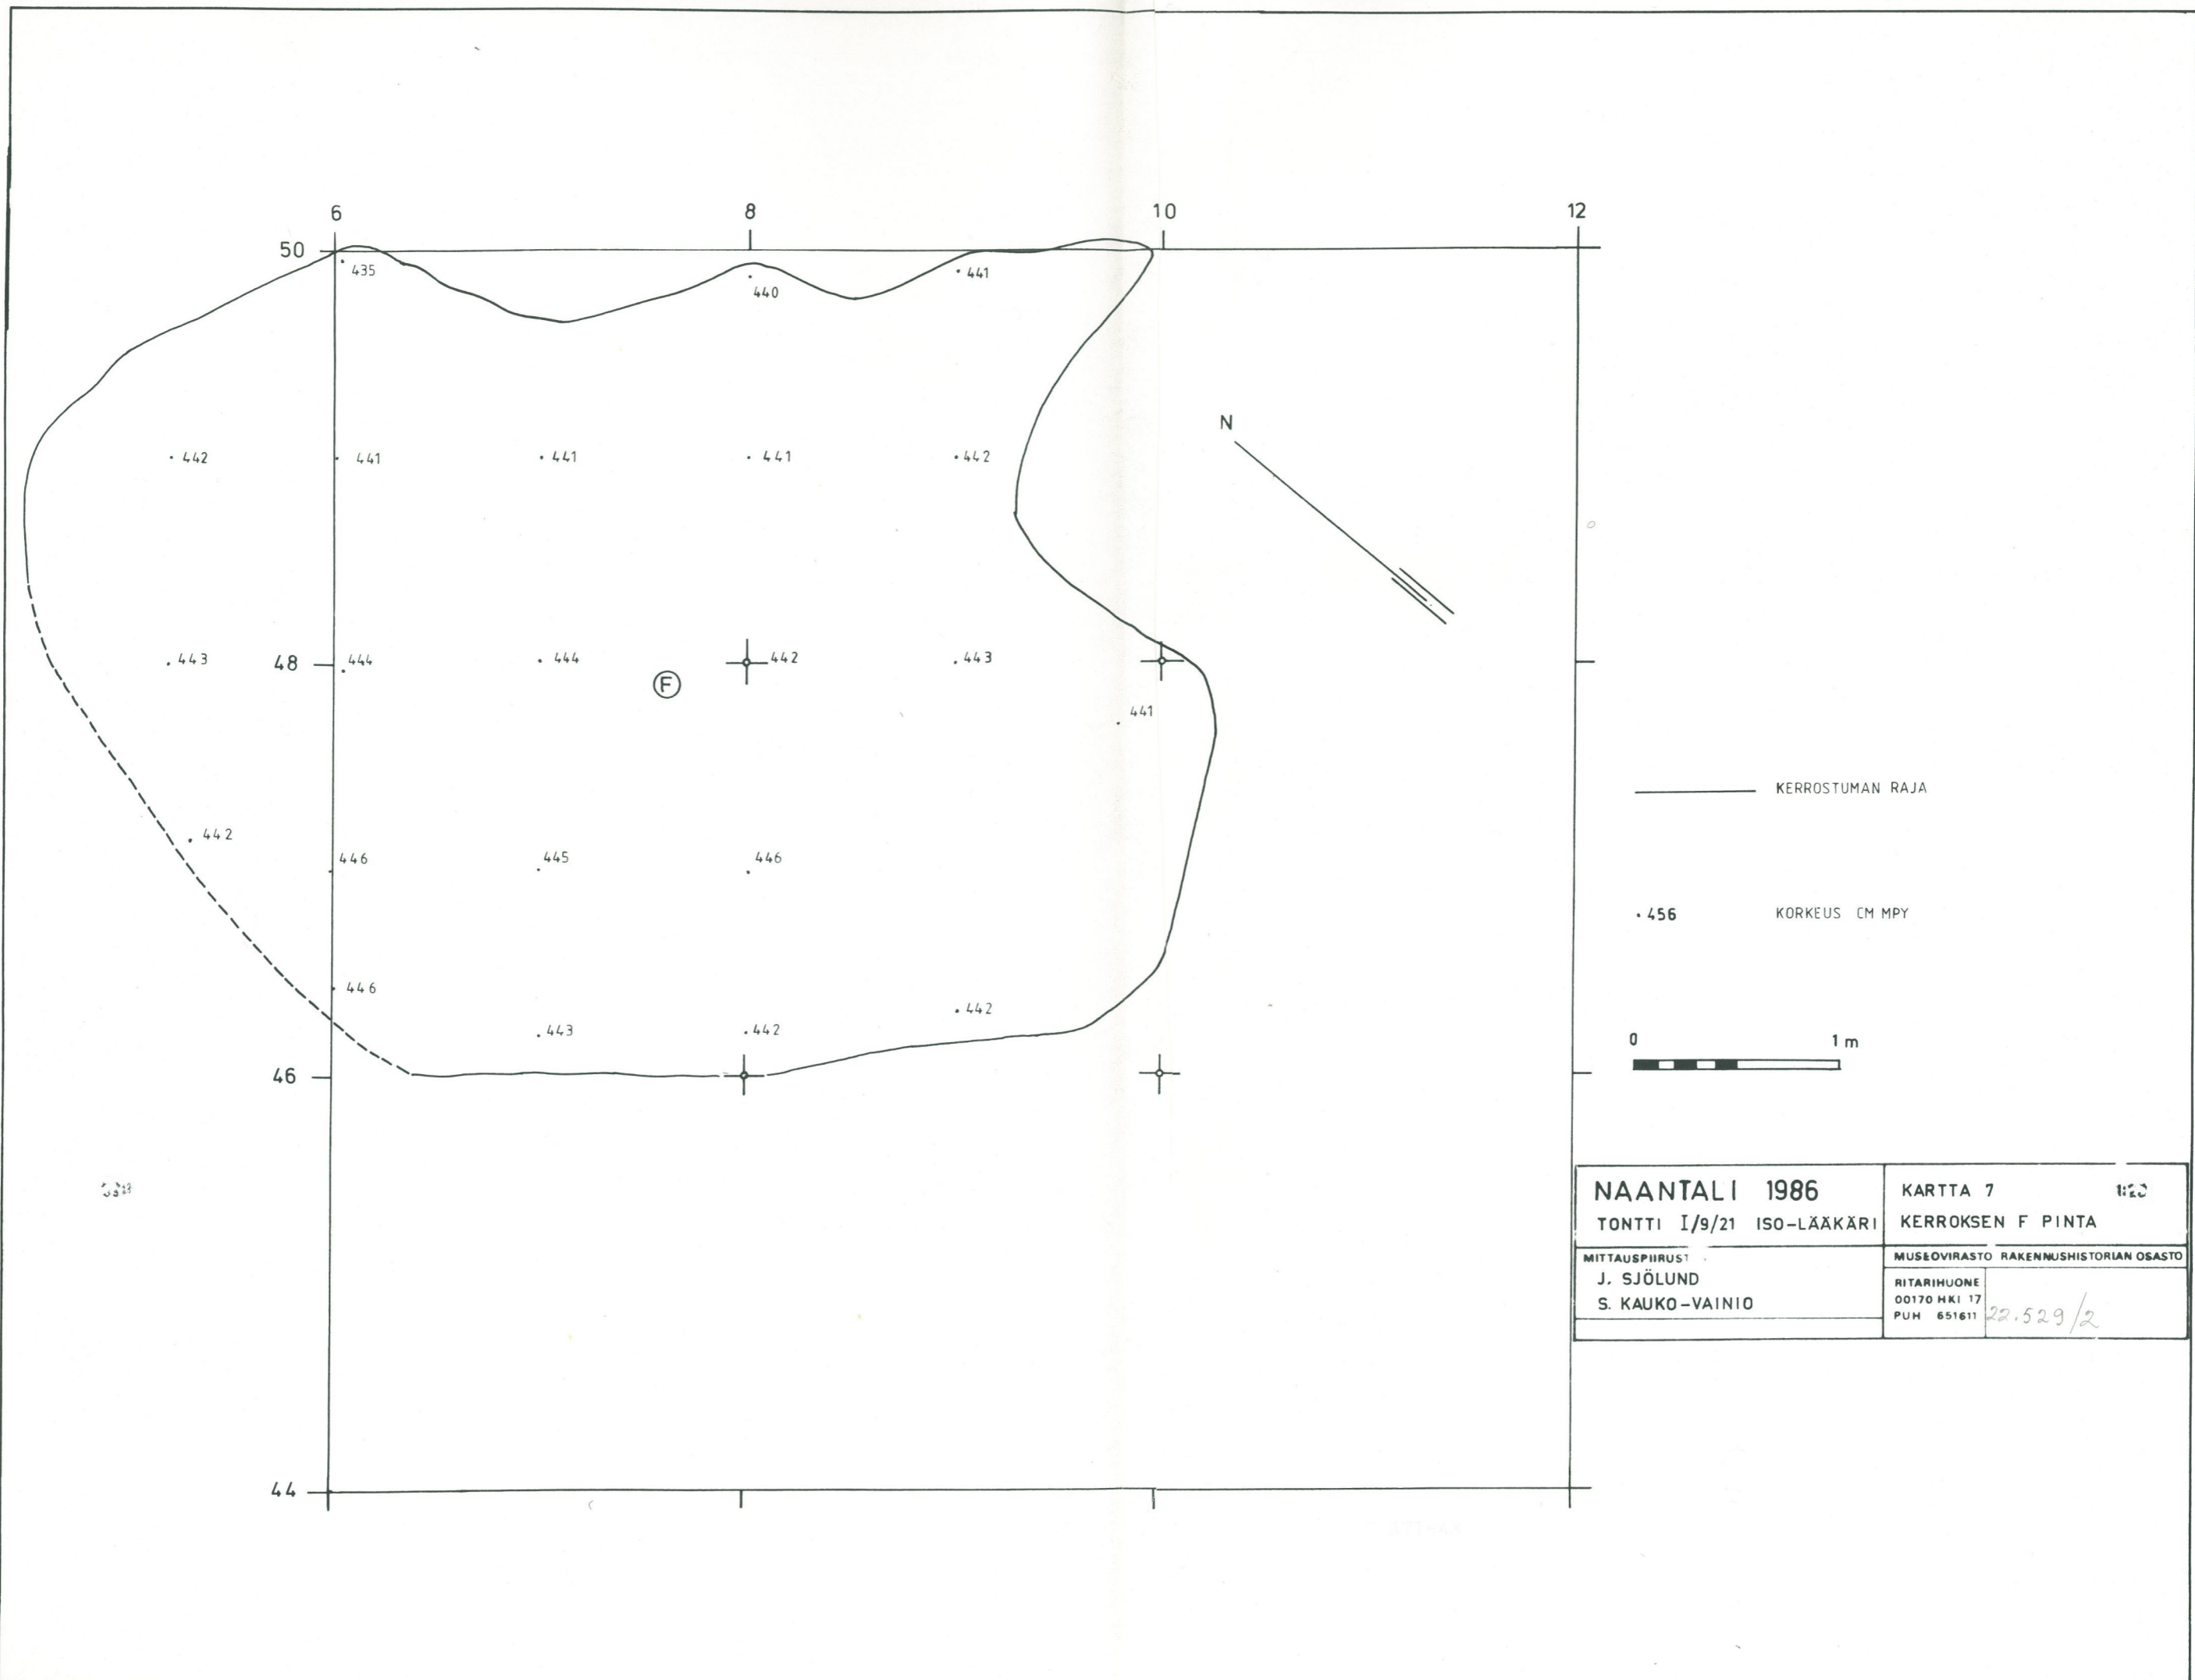 6 8 10 12
50
435
440
441
N
442 441 441 441 442
48
443 444 444 442 443
F
441
KERROSTUMAN RAJA
442
446 445 446
456 KORKEUS CM MPY
446
443 442 442
0 1 m
46
44
NAANTALI 1986
TONTTI I/9/21 ISO-LÄÄKÄRI
MITTAUSPIIRUST
J. SJÖLUND
S. KAUKO-VAINIO
KARTTA 7
KERROKSEN F PINTA
MUSEOVIRASTO RAKENNUSHISTORIAN OSASTO
RITARIHUONE
00170 HKI 17
PUH 651611
22.529/2